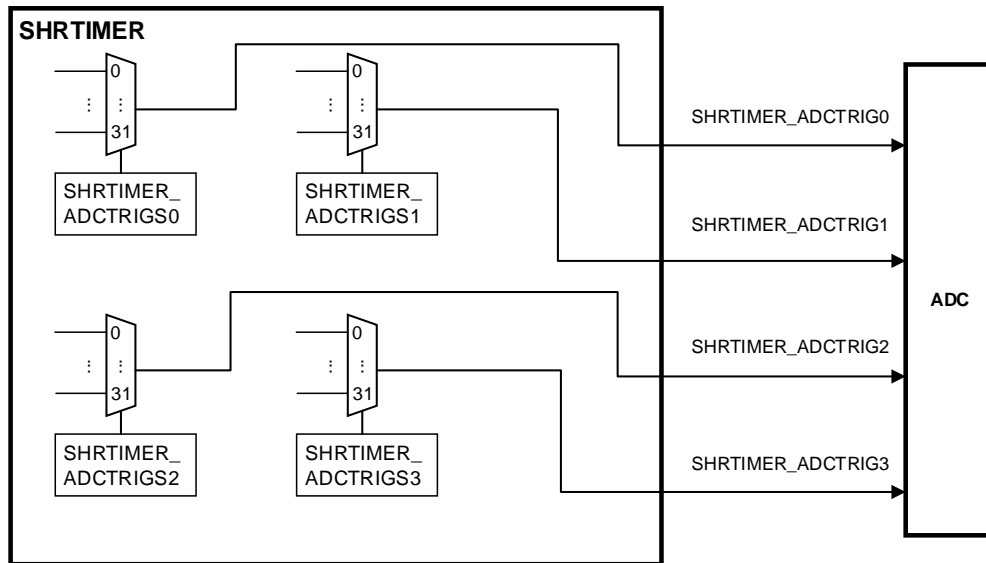 SHRTIMER
0
⋮ ⋮
31
SHRTIMER_
ADCTRIGS0
0
⋮ ⋮
31
SHRTIMER_
ADCTRIGS1
0
⋮ ⋮
31
SHRTIMER_
ADCTRIGS2
0
⋮ ⋮
31
SHRTIMER_
ADCTRIGS3
SHRTIMER_ADCTRIG0
SHRTIMER_ADCTRIG1
SHRTIMER_ADCTRIG2
SHRTIMER_ADCTRIG3
ADC